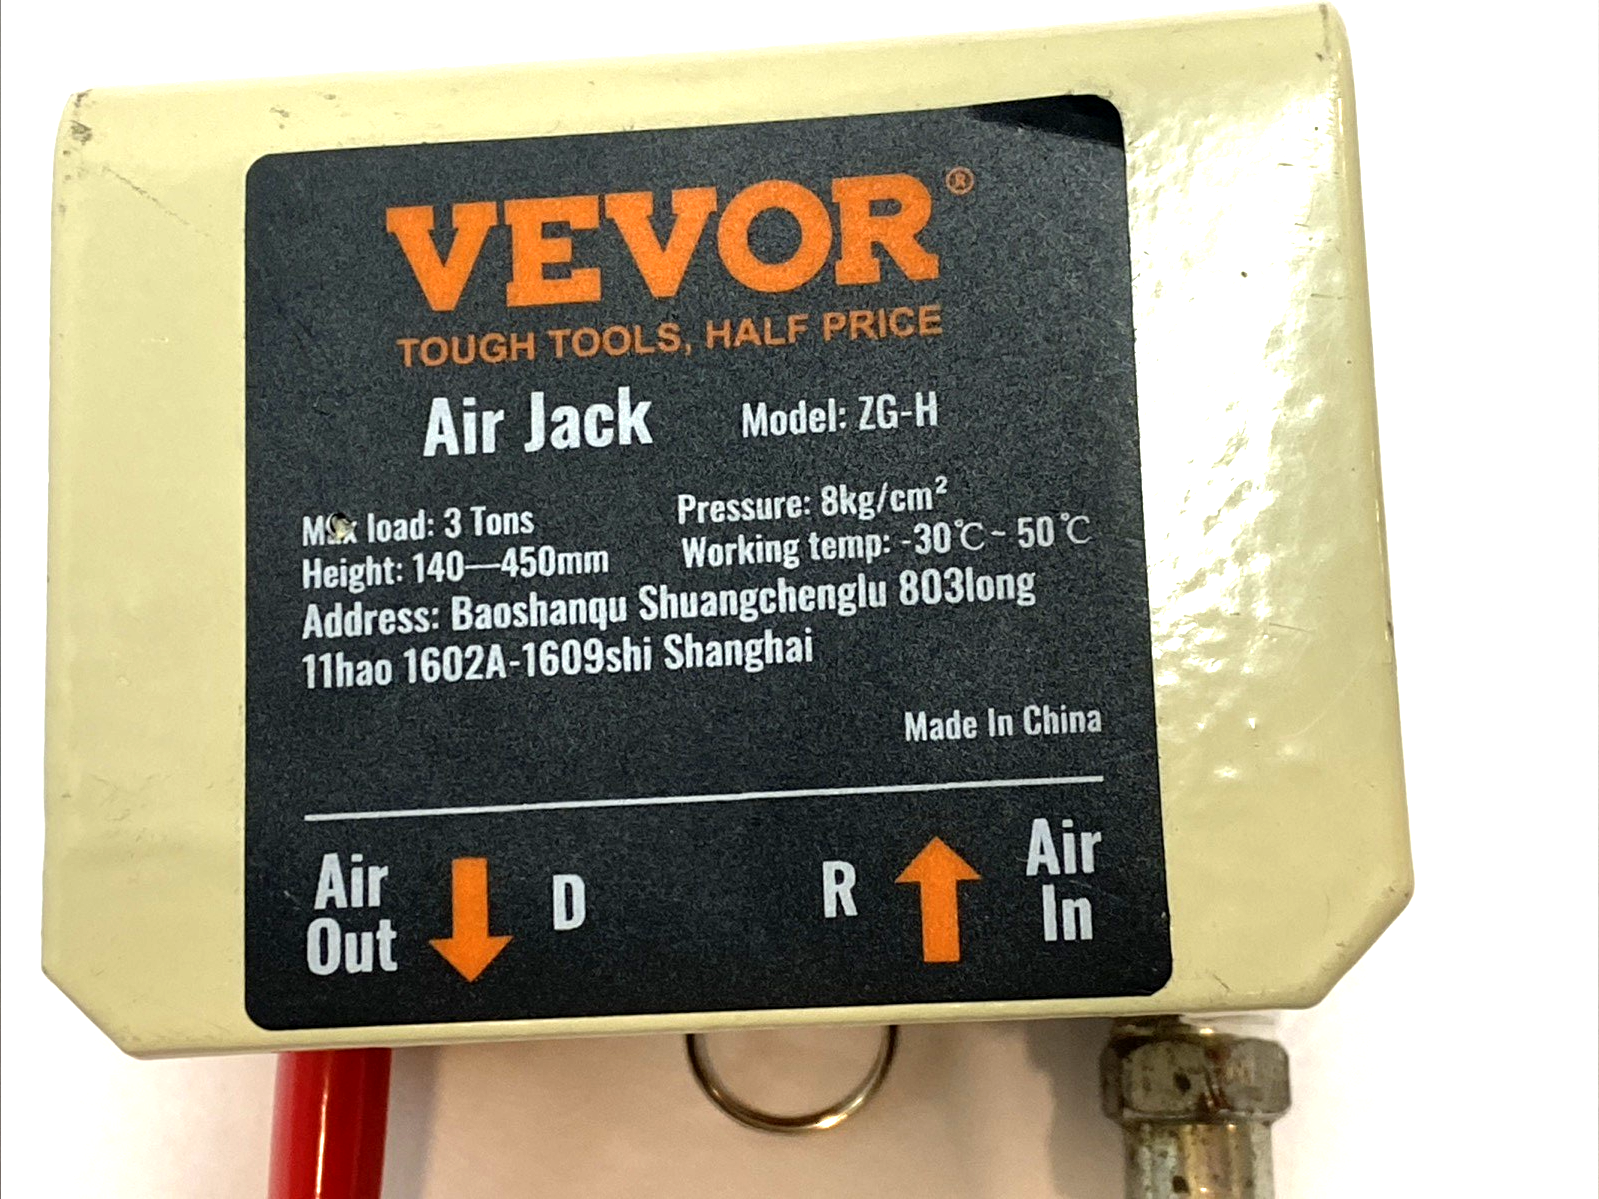 VEVOR®
TOUGH TOOLS, HALF PRICE
Air Jack Model: ZG-H
Max load: 3 Tons Pressure: 8kg/cm²
Height: 140—450mm Working temp: -30℃~50℃
Address: Baoshanqu Shuangchenglu 803long
11hao 1602A-1609shi Shanghai
Made In China
Air Out D R Air In